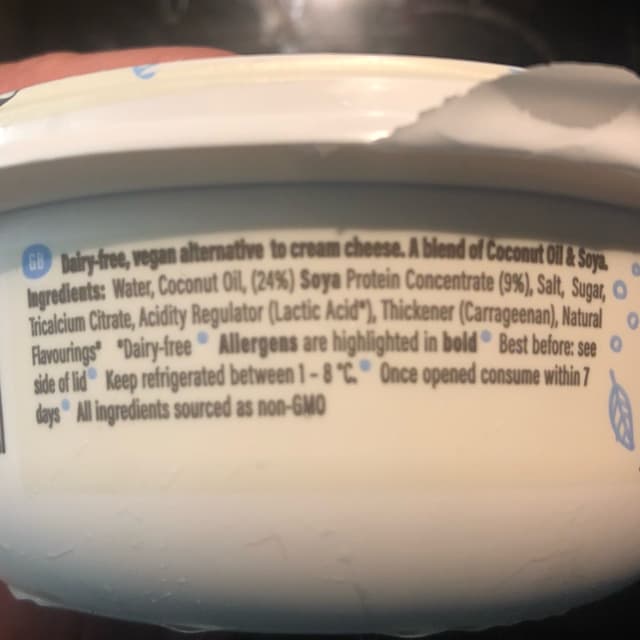 GB Dairy-free, vegan alternative to cream cheese. A blend of Coconut Oil & Soya.
Ingredients: Water, Coconut Oil, (24%) Soya Protein Concentrate (9%), Salt, Sugar,
Tricalcium Citrate, Acidity Regulator (Lactic Acid*), Thickener (Carrageenan), Natural
Flavourings* *Dairy-free • Allergens are highlighted in bold • Best before: see
side of lid • Keep refrigerated between 1 - 8 °C. • Once opened consume within 7
days • All ingredients sourced as non-GMO